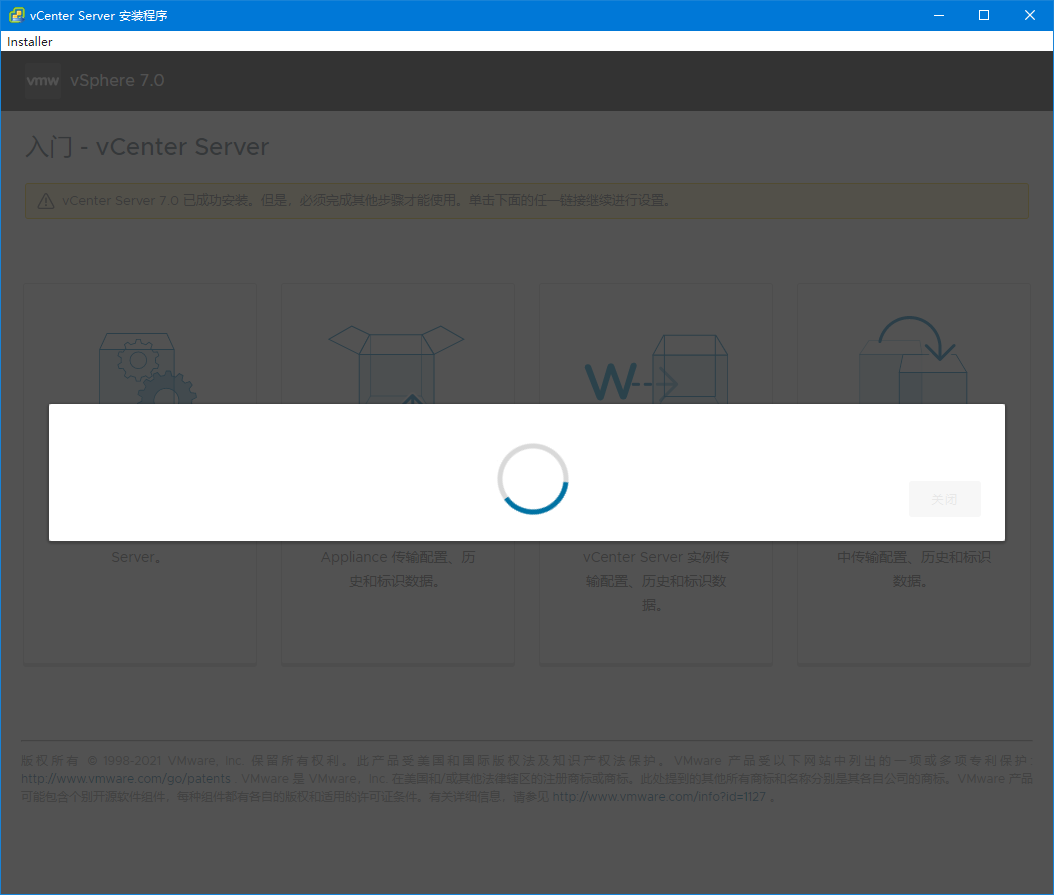 vCenter Server 安装程序
Installer
vmw vSphere 7.0
入门 - vCenter Server
vCenter Server 7.0 已成功安装。但是，必须完成其他步骤才能使用。单击下面的任一链接继续进行设置。
W
关闭
Server。
Appliance 传输配置、历
史和标识数据。
vCenter Server 实例传
输配置、历史和标识数
据。
中传输配置、历史和标识
数据。
版权所有 © 1998-2021 VMware, Inc. 保留所有权利。此产品受美国和国际版权法及知识产权法保护。VMware 产品受以下网站中列出的一项或多项专利保护:
http://www.vmware.com/go/patents . VMware 是 VMware, Inc. 在美国和/或其他法律辖区的注册商标或商标。此处提到的其他所有商标和名称分别是其各自公司的商标。VMware 产品
可能包含个别开源软件组件，每种组件都有各自的版权和适用的许可证条件。有关详细信息，请参见 http://www.vmware.com/info?id=1127 。